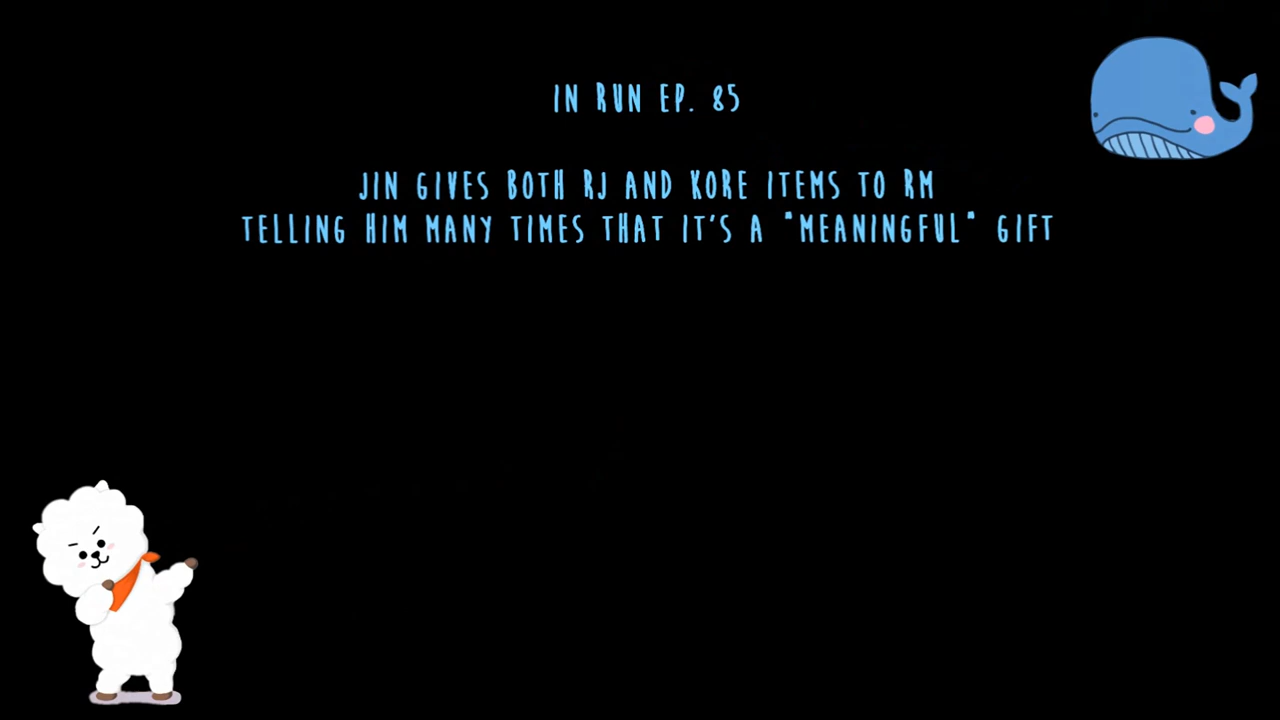 IN RUN EP. 85
JIN GIVES BOTH RJ AND KORE ITEMS TO RM
TELLING HIM MANY TIMES THAT IT'S A "MEANINGFUL" GIFT